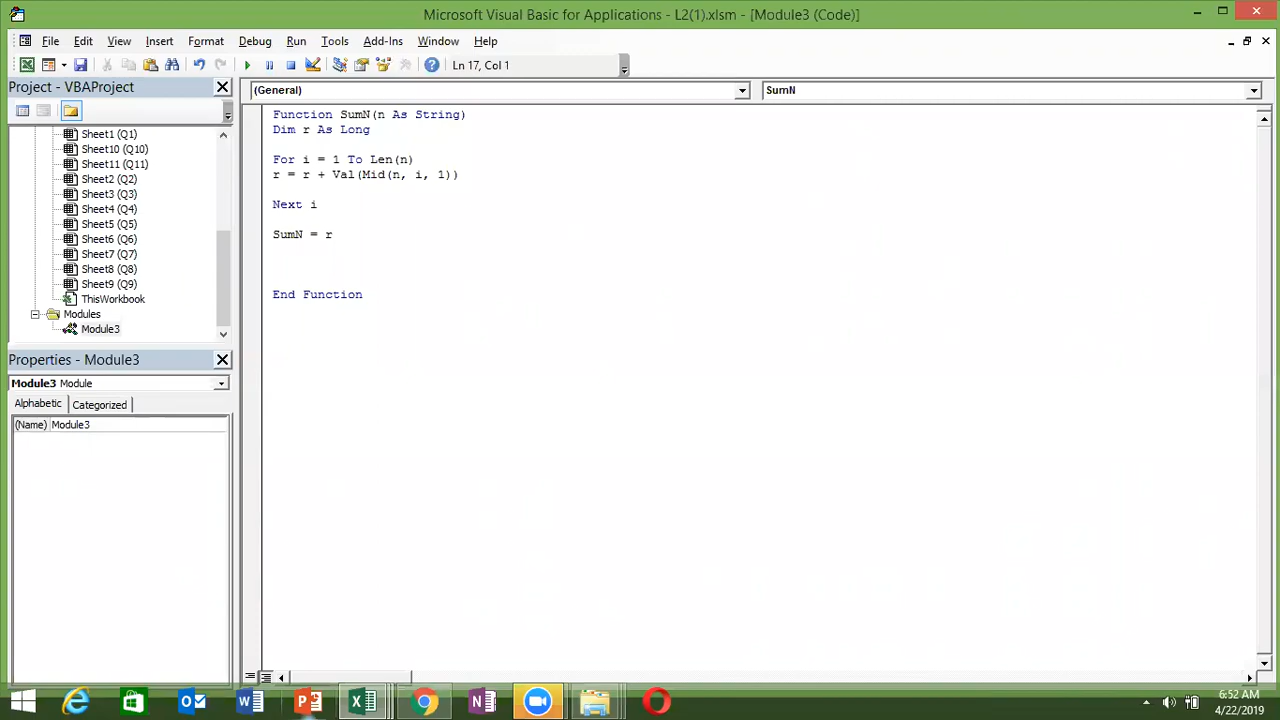 Microsoft Visual Basic for Applications - L2(1).xlsm - [Module3 (Code)]
File Edit View Insert Format Debug Run Tools Add-Ins Window Help
Ln 17, Col 1
Project - VBAProject
(General)
SumN
Sheet1 (Q1)
Sheet10 (Q10)
Sheet11 (Q11)
Sheet2 (Q2)
Sheet3 (Q3)
Sheet4 (Q4)
Sheet5 (Q5)
Sheet6 (Q6)
Sheet7 (Q7)
Sheet8 (Q8)
Sheet9 (Q9)
ThisWorkbook
Modules
Module3
Function SumN(n As String)
Dim r As Long
For i = 1 To Len(n)
r = r + Val(Mid(n, i, 1))
Next i
SumN = r
End Function
Properties - Module3
Module3 Module
Alphabetic Categorized
(Name) Module3
6:52 AM
4/22/2019